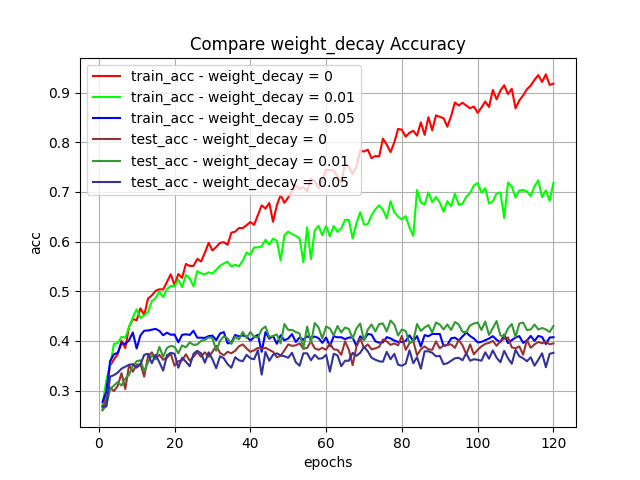 Compare weight_decay Accuracy
train_acc - weight_decay = 0
train_acc - weight_decay = 0.01
train_acc - weight_decay = 0.05
test_acc - weight_decay = 0
test_acc - weight_decay = 0.01
test_acc - weight_decay = 0.05
acc
0.9
0.8
0.7
0.6
0.5
0.4
0.3
0 20 40 60 80 100 120
epochs